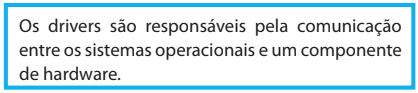 Os drivers são responsáveis pela comunicação
entre os sistemas operacionais e um componente
de hardware.